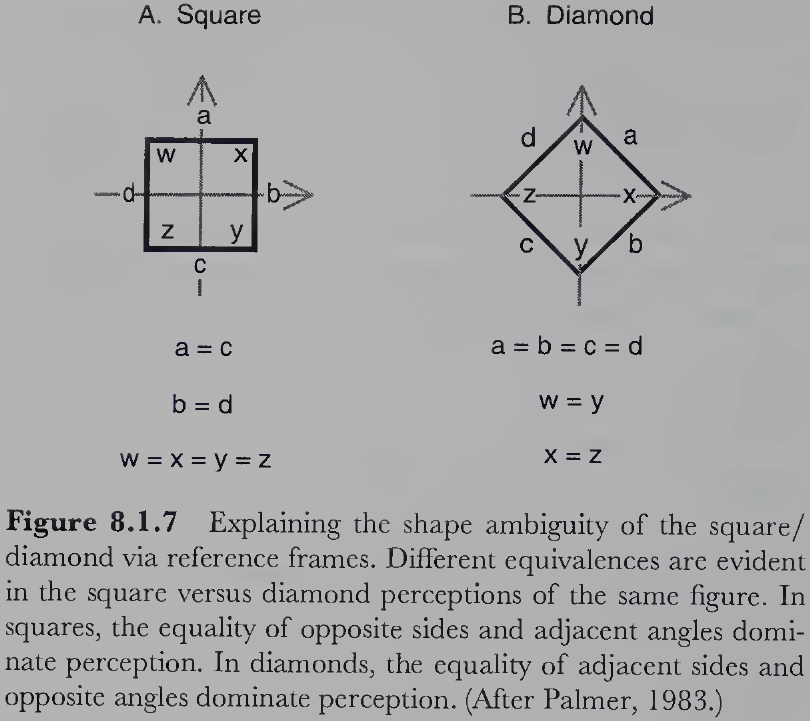 A. Square
B. Diamond
a
w
x
d
b
z
y
c
d
a
w
z
x
c
y
b
a = c
a = b = c = d
b = d
w = y
w = x = y = z
x = z
Figure 8.1.7 Explaining the shape ambiguity of the square/
diamond via reference frames. Different equivalences are evident
in the square versus diamond perceptions of the same figure. In
squares, the equality of opposite sides and adjacent angles domi-
nate perception. In diamonds, the equality of adjacent sides and
opposite angles dominate perception. (After Palmer, 1983.)